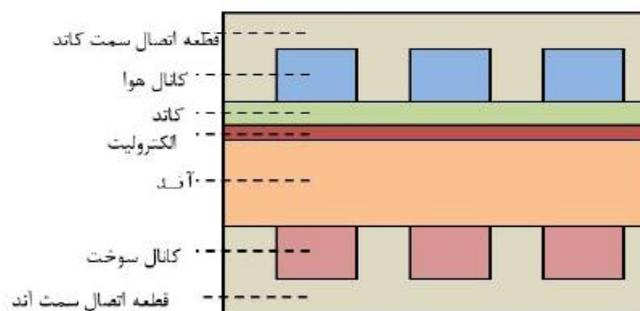 قطعه اتصال سمت کاتد
کانال هوا
کاتد
الکترولیت
آند
کانال سوخت
قطعه اتصال سمت آند